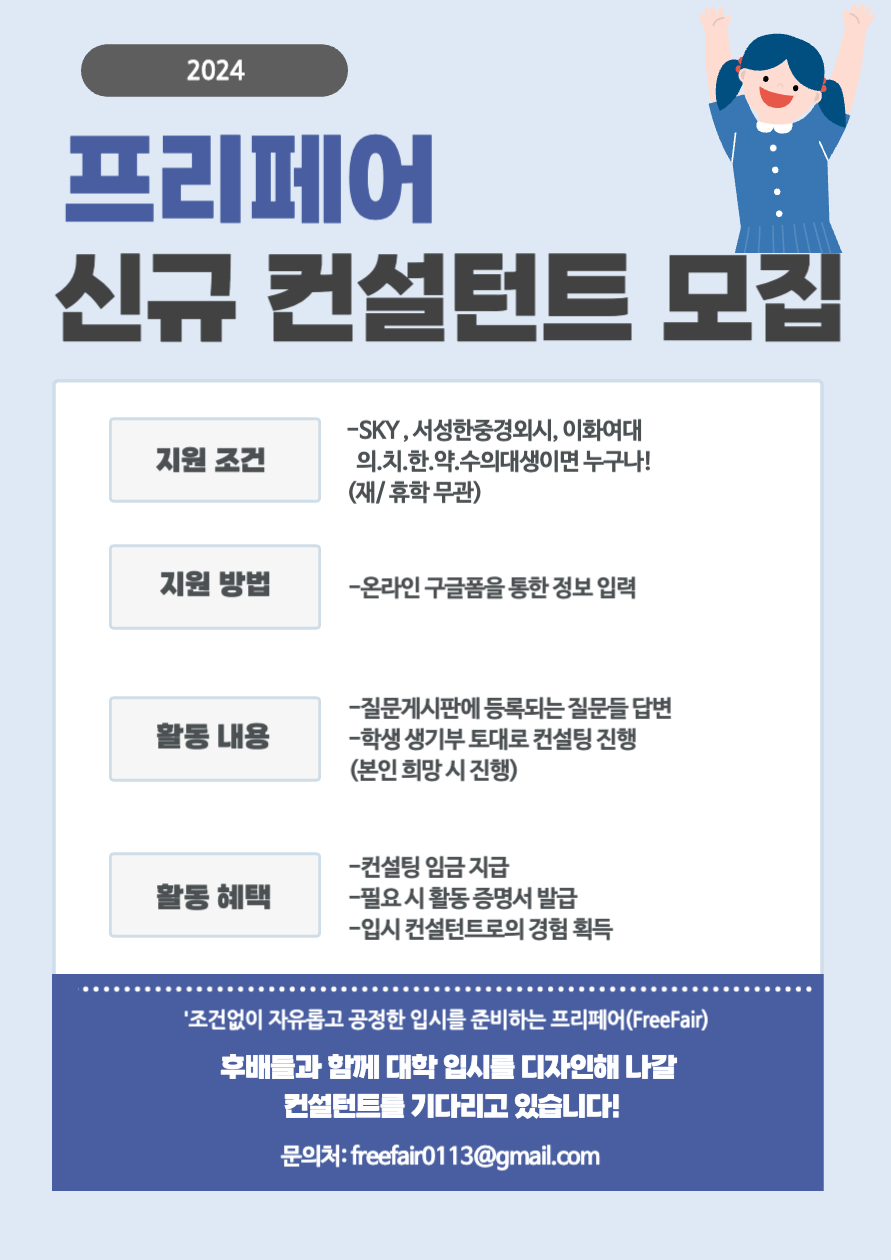 2024
프리페어
신규 컨설턴트 모집
지원 조건
-SKY , 서성한중경외시, 이화여대
의.치.한.약.수의대생이면 누구나!
(재/ 휴학 무관)
지원 방법
-온라인 구글폼을 통한 정보 입력
활동 내용
-질문게시판에 등록되는 질문들 답변
-학생 생기부 토대로 컨설팅 진행
(본인 희망 시 진행)
활동 혜택
-컨설팅 임금 지급
-필요 시 활동 증명서 발급
-입시 컨설턴트로의 경험 획득
'조건없이 자유롭고 공정한 입시를 준비하는 프리페어(FreeFair)
후배들과 함께 대학 입시를 디자인해 나갈
컨설턴트를 기다리고 있습니다!
문의처: freefair0113@gmail.com